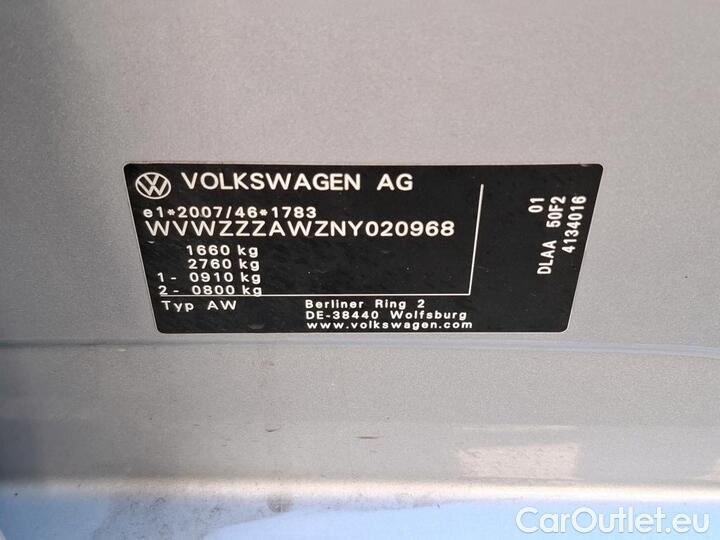 VOLKSWAGEN AG
e1*2007/46*1783
WVWZZZAWZNY020968
1660 kg
2760 kg
1 - 0910 kg
2 - 0800 kg
Typ AW
Berliner Ring 2
DE-38440 Wolfsburg
www.volkswagen.com
01
DLAA 50F2
4134016
CarOutlet.eu